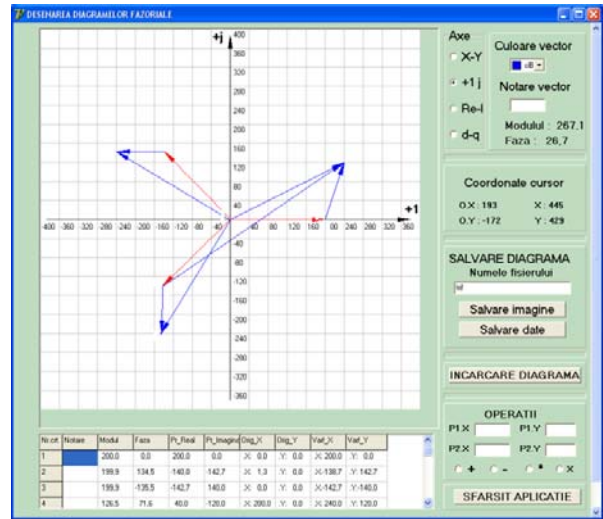 DESENAREA DIAGRAMELOR FAZORIALE
+j
400
360
320
280
240
200
160
120
80
40
-400 -360 -320 -280 -240 -200 -160 -120 -80 -40 40 80 120 160 200 240 280 320 360
+1
-40
-80
-120
-160
-200
-240
-280
-320
-360
Axe
X-Y
+1 j
Re-I
d-q
Culoare vector
Notare vector
Modulul : 267,1
Faza : 26,7
Coordonale cursor
O.X : 193 X : 445
O.Y : -172 Y : 429
SALVARE DIAGRAMA
Numele fisierului
Salvare imagine
Salvare date
INCARCARE DIAGRAMA
OPERATII
P1.X P1.Y
P2.X P2.Y
+ - * X
SFARSIT APLICATIE
Nr.crt. Notare Modul Faza Pt_Real Pt_Imagina Orig_X Orig_Y Varf_X Varf_Y
1 200,0 0,0 200,0 0,0 X: 0,0 Y: 0,0 X: 200,0 Y: 0,0
2 199,9 134,5 -140,0 -142,7 X: 1,3 Y: 0,0 X:-138,7 Y: 142,7
3 199,9 -135,5 -142,7 140,0 X: 0,0 Y: 0,0 X:-142,7 Y:-140,0
4 126,5 71,6 40,0 -120,0 X: 200,0 Y: 0,0 X: 240,0 Y: 120,0